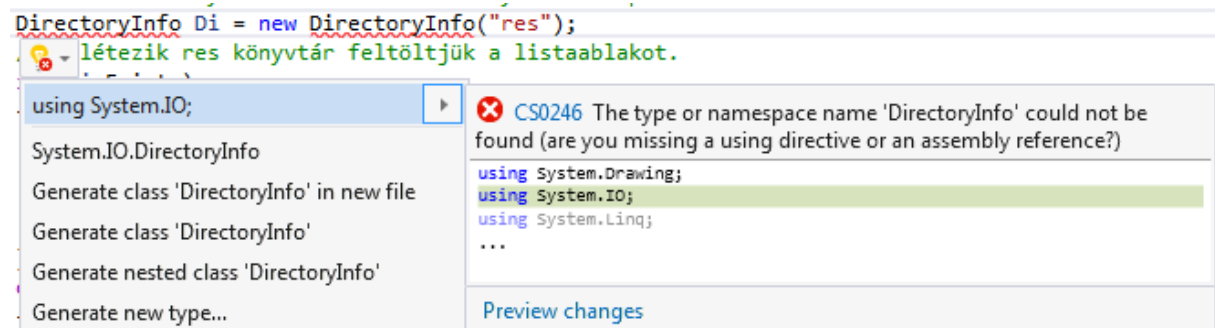 DirectoryInfo Di = new DirectoryInfo("res");
létezik res könyvtár feltöltjük a listaablakot.
using System.IO;
System.IO.DirectoryInfo
Generate class 'DirectoryInfo' in new file
Generate class 'DirectoryInfo'
Generate nested class 'DirectoryInfo'
Generate new type...
CS0246 The type or namespace name 'DirectoryInfo' could not be
found (are you missing a using directive or an assembly reference?)
using System.Drawing;
using System.IO;
using System.Linq;
...
Preview changes